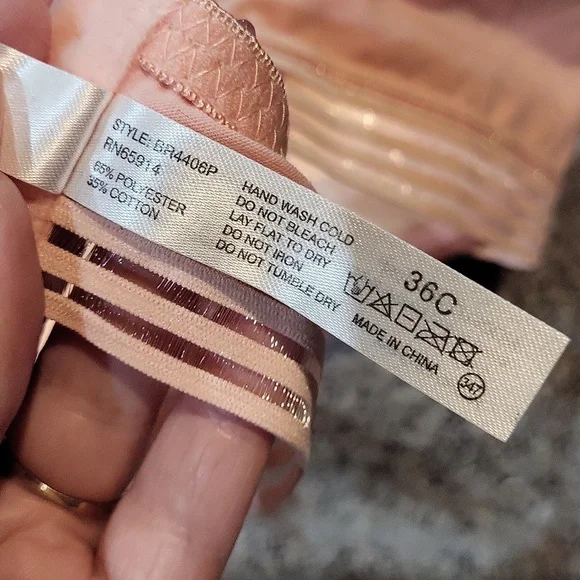 STYLE: BR4406P
RN65914
65% POLYESTER
35% COTTON
HAND WASH COLD
DO NOT BLEACH
LAY FLAT TO DRY
DO NOT IRON
DO NOT TUMBLE DRY
36C
MADE IN CHINA
347